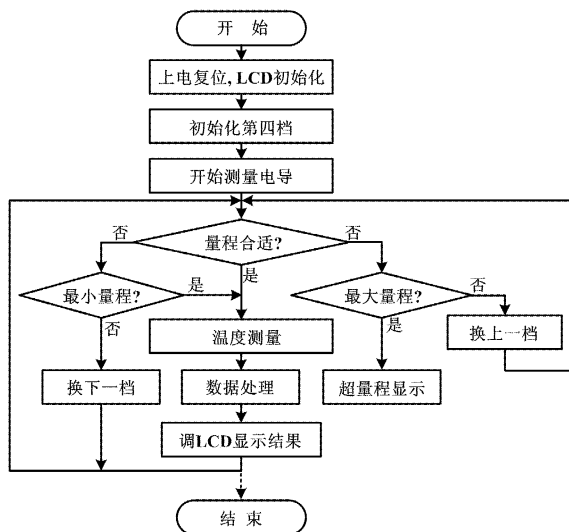 开 始
上电复位, LCD初始化
初始化第四档
开始测量电导
否
量程合适?
否
最小量程?
是
是
最大量程?
否
否
温度测量
是
换上一档
换下一档
数据处理
超量程显示
调LCD显示结果
结 束